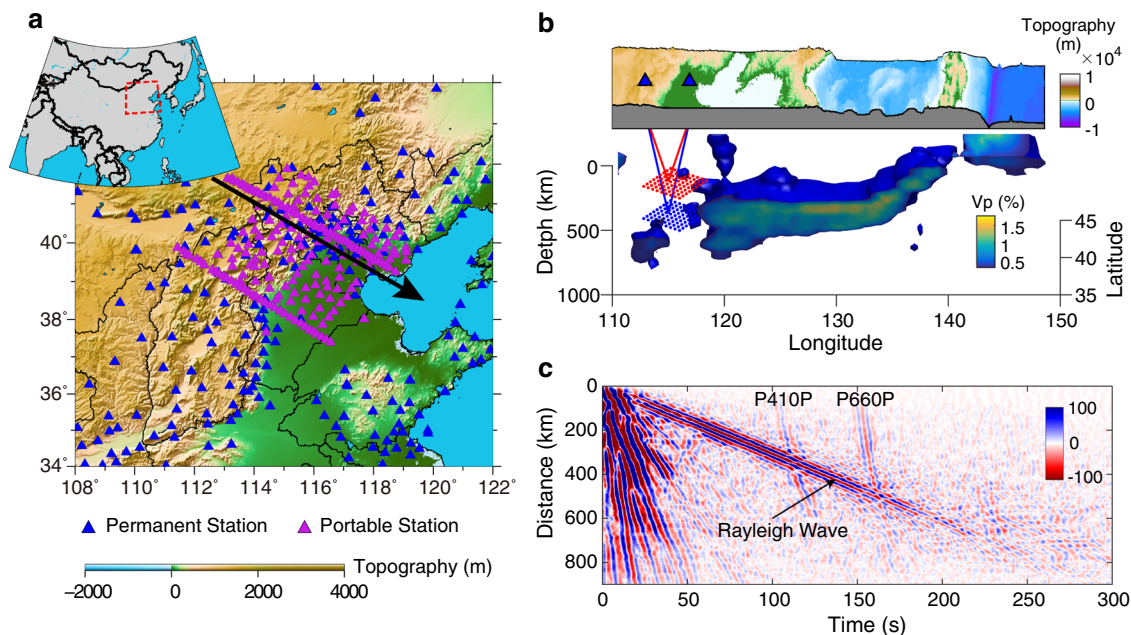 a
40°
38°
36°
34°
108°
110°
112°
114°
116°
118°
120°
122°
Permanent Station
Portable Station
Topography (m)
−2000
0
2000
4000
b
Topography
(m)
×10⁴
1
0
-1
0
500
1000
Detpth (km)
Vp (%)
1.5
1
0.5
45
40
35
Latitude
110
120
130
140
150
Longitude
c
0
200
400
600
800
Distance (km)
P410P
P660P
100
0
-100
Rayleigh Wave
0
50
100
150
200
250
300
Time (s)